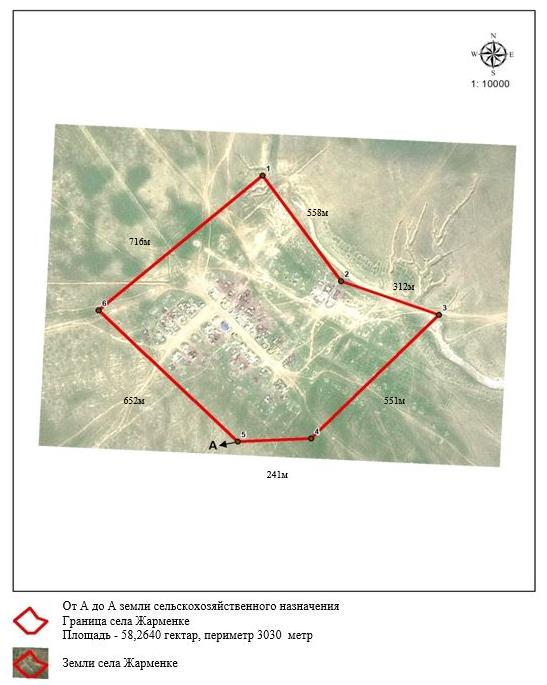 N
W E
S
1: 10000
1
558м
716м
2
312м
6
3
652м
551м
4
5
А
241м
От А до А земли сельскохозяйственного назначения
Граница села Жарменке
Площадь - 58,2640 гектар, периметр 3030 метр
Земли села Жарменке